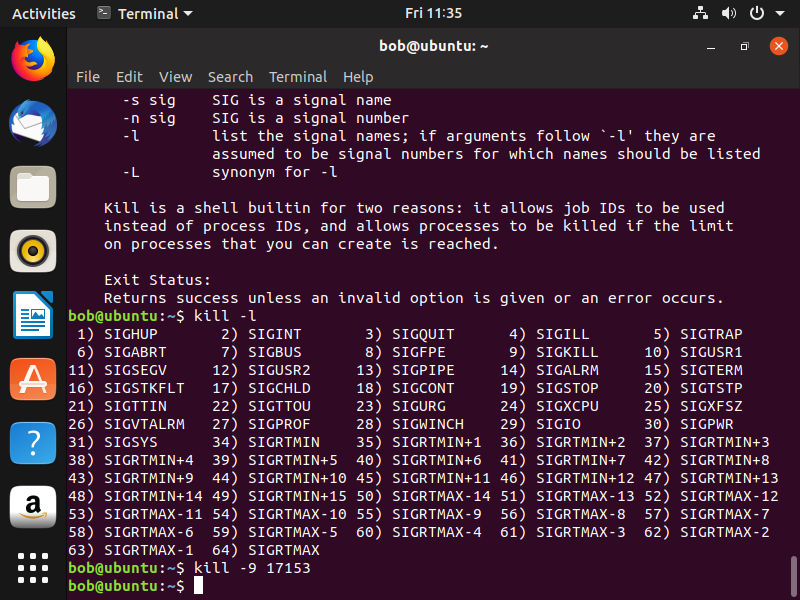 Activities Terminal Fri 11:35
bob@ubuntu: ~
File Edit View Search Terminal Help
-s sig SIG is a signal name
-n sig SIG is a signal number
-l list the signal names; if arguments follow `-l' they are
assumed to be signal numbers for which names should be listed
-L synonym for -l
Kill is a shell builtin for two reasons: it allows job IDs to be used
instead of process IDs, and allows processes to be killed if the limit
on processes that you can create is reached.
Exit Status:
Returns success unless an invalid option is given or an error occurs.
bob@ubuntu:~$ kill -l
1) SIGHUP 2) SIGINT 3) SIGQUIT 4) SIGILL 5) SIGTRAP
6) SIGABRT 7) SIGBUS 8) SIGFPE 9) SIGKILL 10) SIGUSR1
11) SIGSEGV 12) SIGUSR2 13) SIGPIPE 14) SIGALRM 15) SIGTERM
16) SIGSTKFLT 17) SIGCHLD 18) SIGCONT 19) SIGSTOP 20) SIGTSTP
21) SIGTTIN 22) SIGTTOU 23) SIGURG 24) SIGXCPU 25) SIGXFSZ
26) SIGVTALRM 27) SIGPROF 28) SIGWINCH 29) SIGIO 30) SIGPWR
31) SIGSYS 34) SIGRTMIN 35) SIGRTMIN+1 36) SIGRTMIN+2 37) SIGRTMIN+3
38) SIGRTMIN+4 39) SIGRTMIN+5 40) SIGRTMIN+6 41) SIGRTMIN+7 42) SIGRTMIN+8
43) SIGRTMIN+9 44) SIGRTMIN+10 45) SIGRTMIN+11 46) SIGRTMIN+12 47) SIGRTMIN+13
48) SIGRTMIN+14 49) SIGRTMIN+15 50) SIGRTMAX-14 51) SIGRTMAX-13 52) SIGRTMAX-12
53) SIGRTMAX-11 54) SIGRTMAX-10 55) SIGRTMAX-9 56) SIGRTMAX-8 57) SIGRTMAX-7
58) SIGRTMAX-6 59) SIGRTMAX-5 60) SIGRTMAX-4 61) SIGRTMAX-3 62) SIGRTMAX-2
63) SIGRTMAX-1 64) SIGRTMAX
bob@ubuntu:~$ kill -9 17153
bob@ubuntu:~$